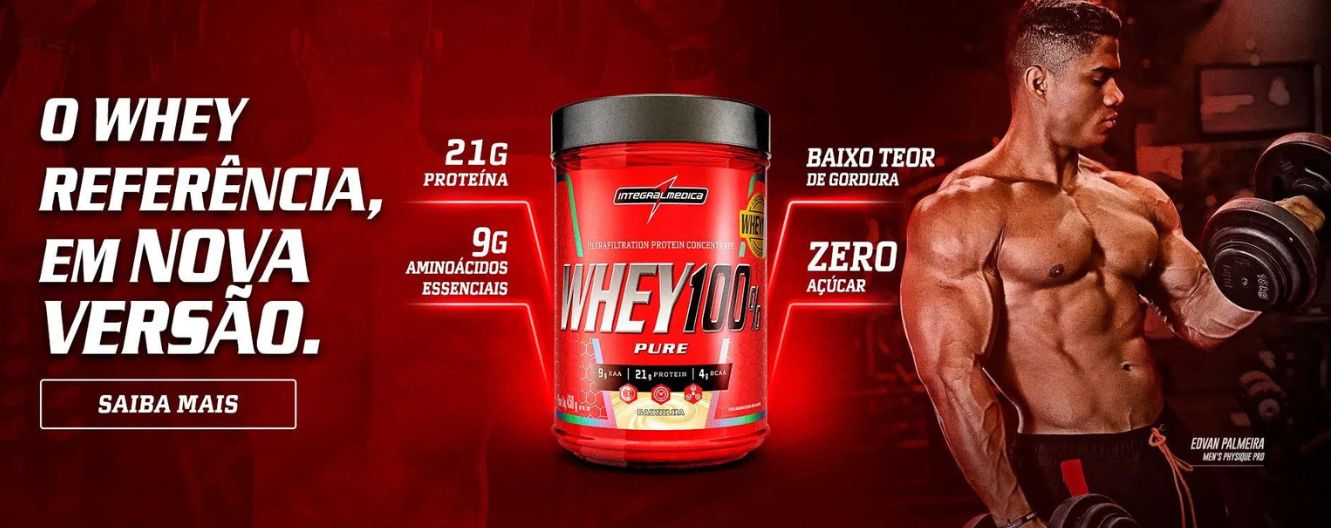 O WHEY
REFERÊNCIA,
EM NOVA
VERSÃO.
SAIBA MAIS
21G
PROTEÍNA
9G
AMINOÁCIDOS
ESSENCIAIS
INTEGRALMEDICA
WHEY
ULTRAFILTRATION PROTEIN CONCENTRATE
WHEY100%
PURE
9g EAA | 21g PROTEIN | 4g BCAA
BAUNILHA
BAIXO TEOR
DE GORDURA
ZERO
AÇÚCAR
EDVAN PALMEIRA
MEN'S PHYSIQUE PRO